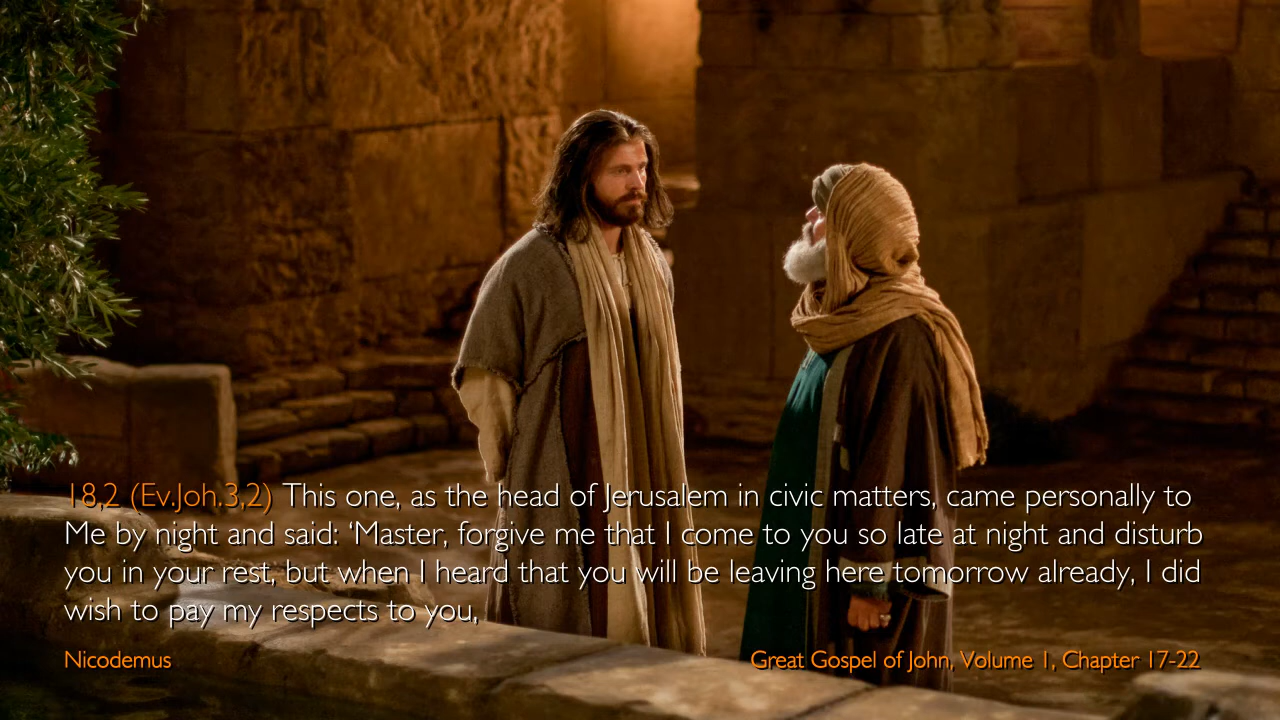 18,2 (Ev.Joh.3,2) This one, as the head of Jerusalem in civic matters, came personally to
Me by night and said: ‘Master, forgive me that I come to you so late at night and disturb
you in your rest, but when I heard that you will be leaving here tomorrow already, I did
wish to pay my respects to you,
Nicodemus
Great Gospel of John, Volume 1, Chapter 17-22